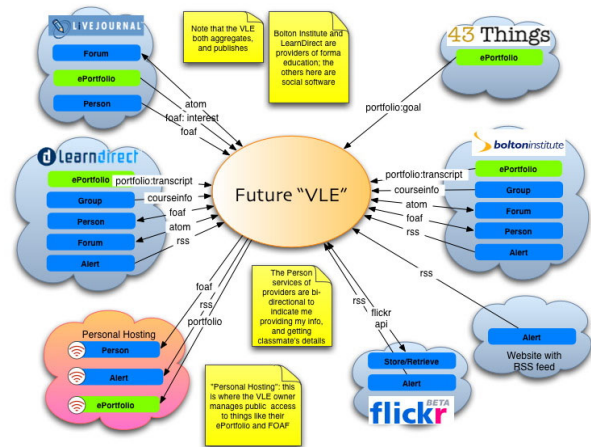 LIVEJOURNAL
Forum
ePortfolio
Person
Note that the VLE
both aggregates,
and publishes
Bolton Institute and
LearnDirect are
providers of forma
education; the
others here are
social software
43 Things
ePortfolio
atom
foaf: interest
foaf
portfolio:goal
learndirect
ePortfolio
Group
Person
Forum
Alert
portfolio:transcript
courseinfo
foaf
atom
rss
Future "VLE"
boltoninstitute
ePortfolio
Group
Forum
Person
Alert
portfolio:transcript
courseinfo
atom
foaf
rss
foaf
rss
portfolio
The Person
services of
providers are bi-
directional to
indicate me
providing my info,
and getting
classmate's details
rss
flickr
api
rss
Personal Hosting
Person
Alert
ePortfolio
"Personal Hosting": this
is where the VLE owner
manages public access
to things like their
ePortfolio and FOAF
Store/Retrieve
Alert
flickr
BETA
Alert
Website with
RSS feed